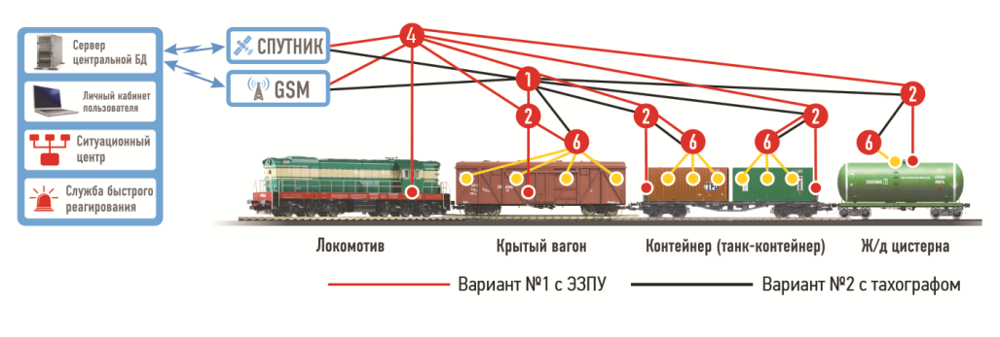 Сервер
центральной БД
Личный кабинет
пользователя
Ситуационный
центр
Служба быстрого
реагирования
СПУТНИК
GSM
4
1
2
2
2
2
6
6
6
6
Локомотив
Крытый вагон
Контейнер (танк-контейнер)
Ж/д цистерна
Вариант №1 с ЭЗПУ
Вариант №2 с тахографом